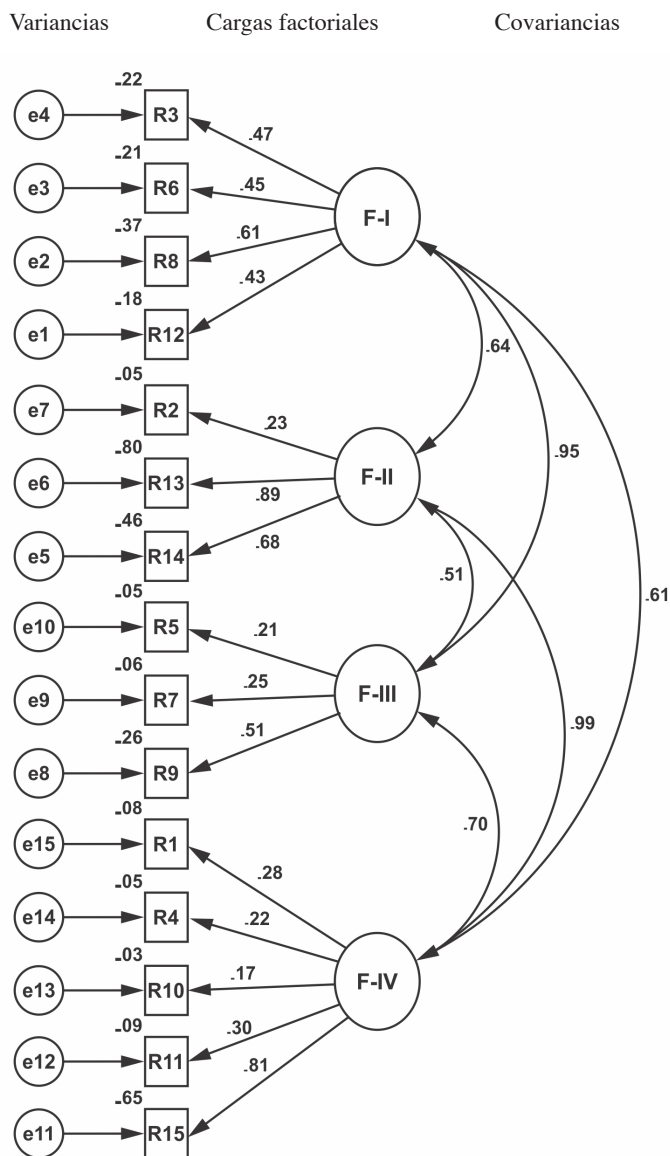 Variancias Cargas factoriales Covariancias
.22
e4 R3
.47
.21
e3 R6
.45
F-I
.37
e2 R8
.61
.18
e1 R12
.43
.64
.05
e7 R2
.23
.95
.80
e6 R13
.89
F-II
.46
e5 R14
.68
.51
.61
.05
e10 R5
.21
.06
e9 R7
.25
F-III
.99
.26
e8 R9
.51
.70
.08
e15 R1
.28
.05
e14 R4
.22
.03
e13 R10
.17
F-IV
.09
e12 R11
.30
.81
.65
e11 R15